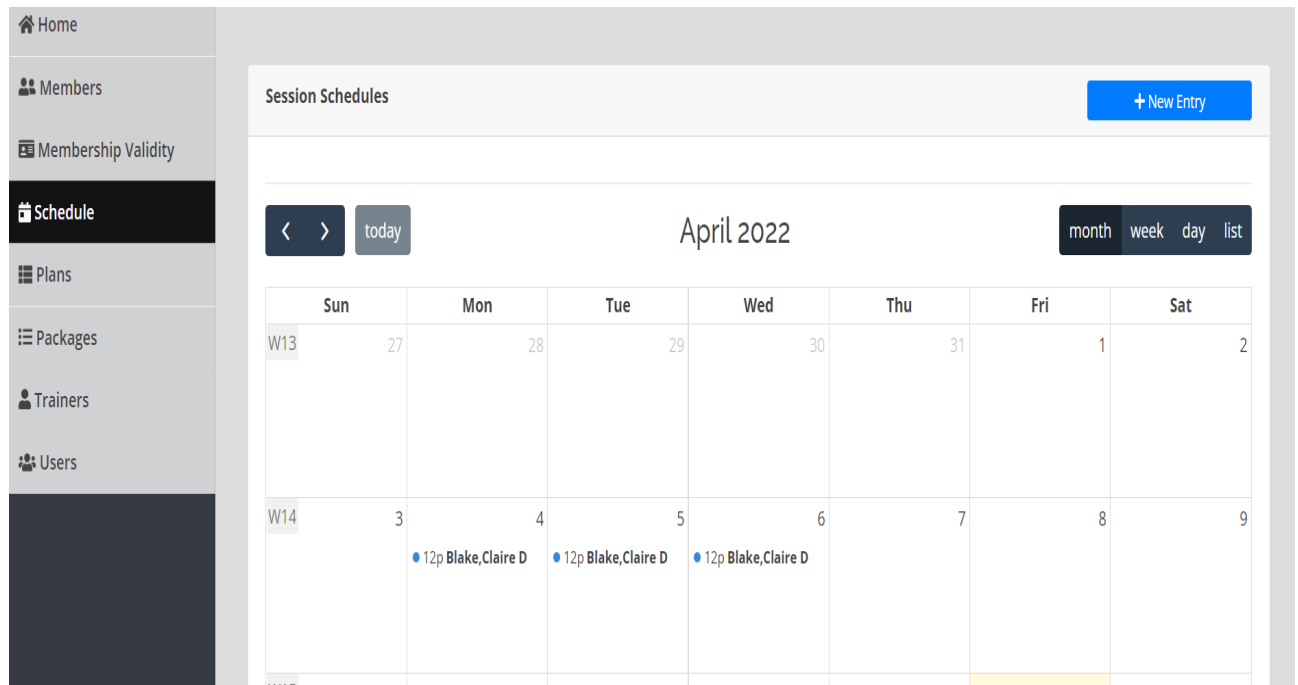 Home
Members
Membership Validity
Schedule
Plans
Packages
Trainers
Users
Session Schedules
+ New Entry
< > today
April 2022
month week day list
Sun Mon Tue Wed Thu Fri Sat
W13 27 28 29 30 31 1 2
W14 3 4 5 6 7 8 9
12p Blake,Claire D 12p Blake,Claire D 12p Blake,Claire D